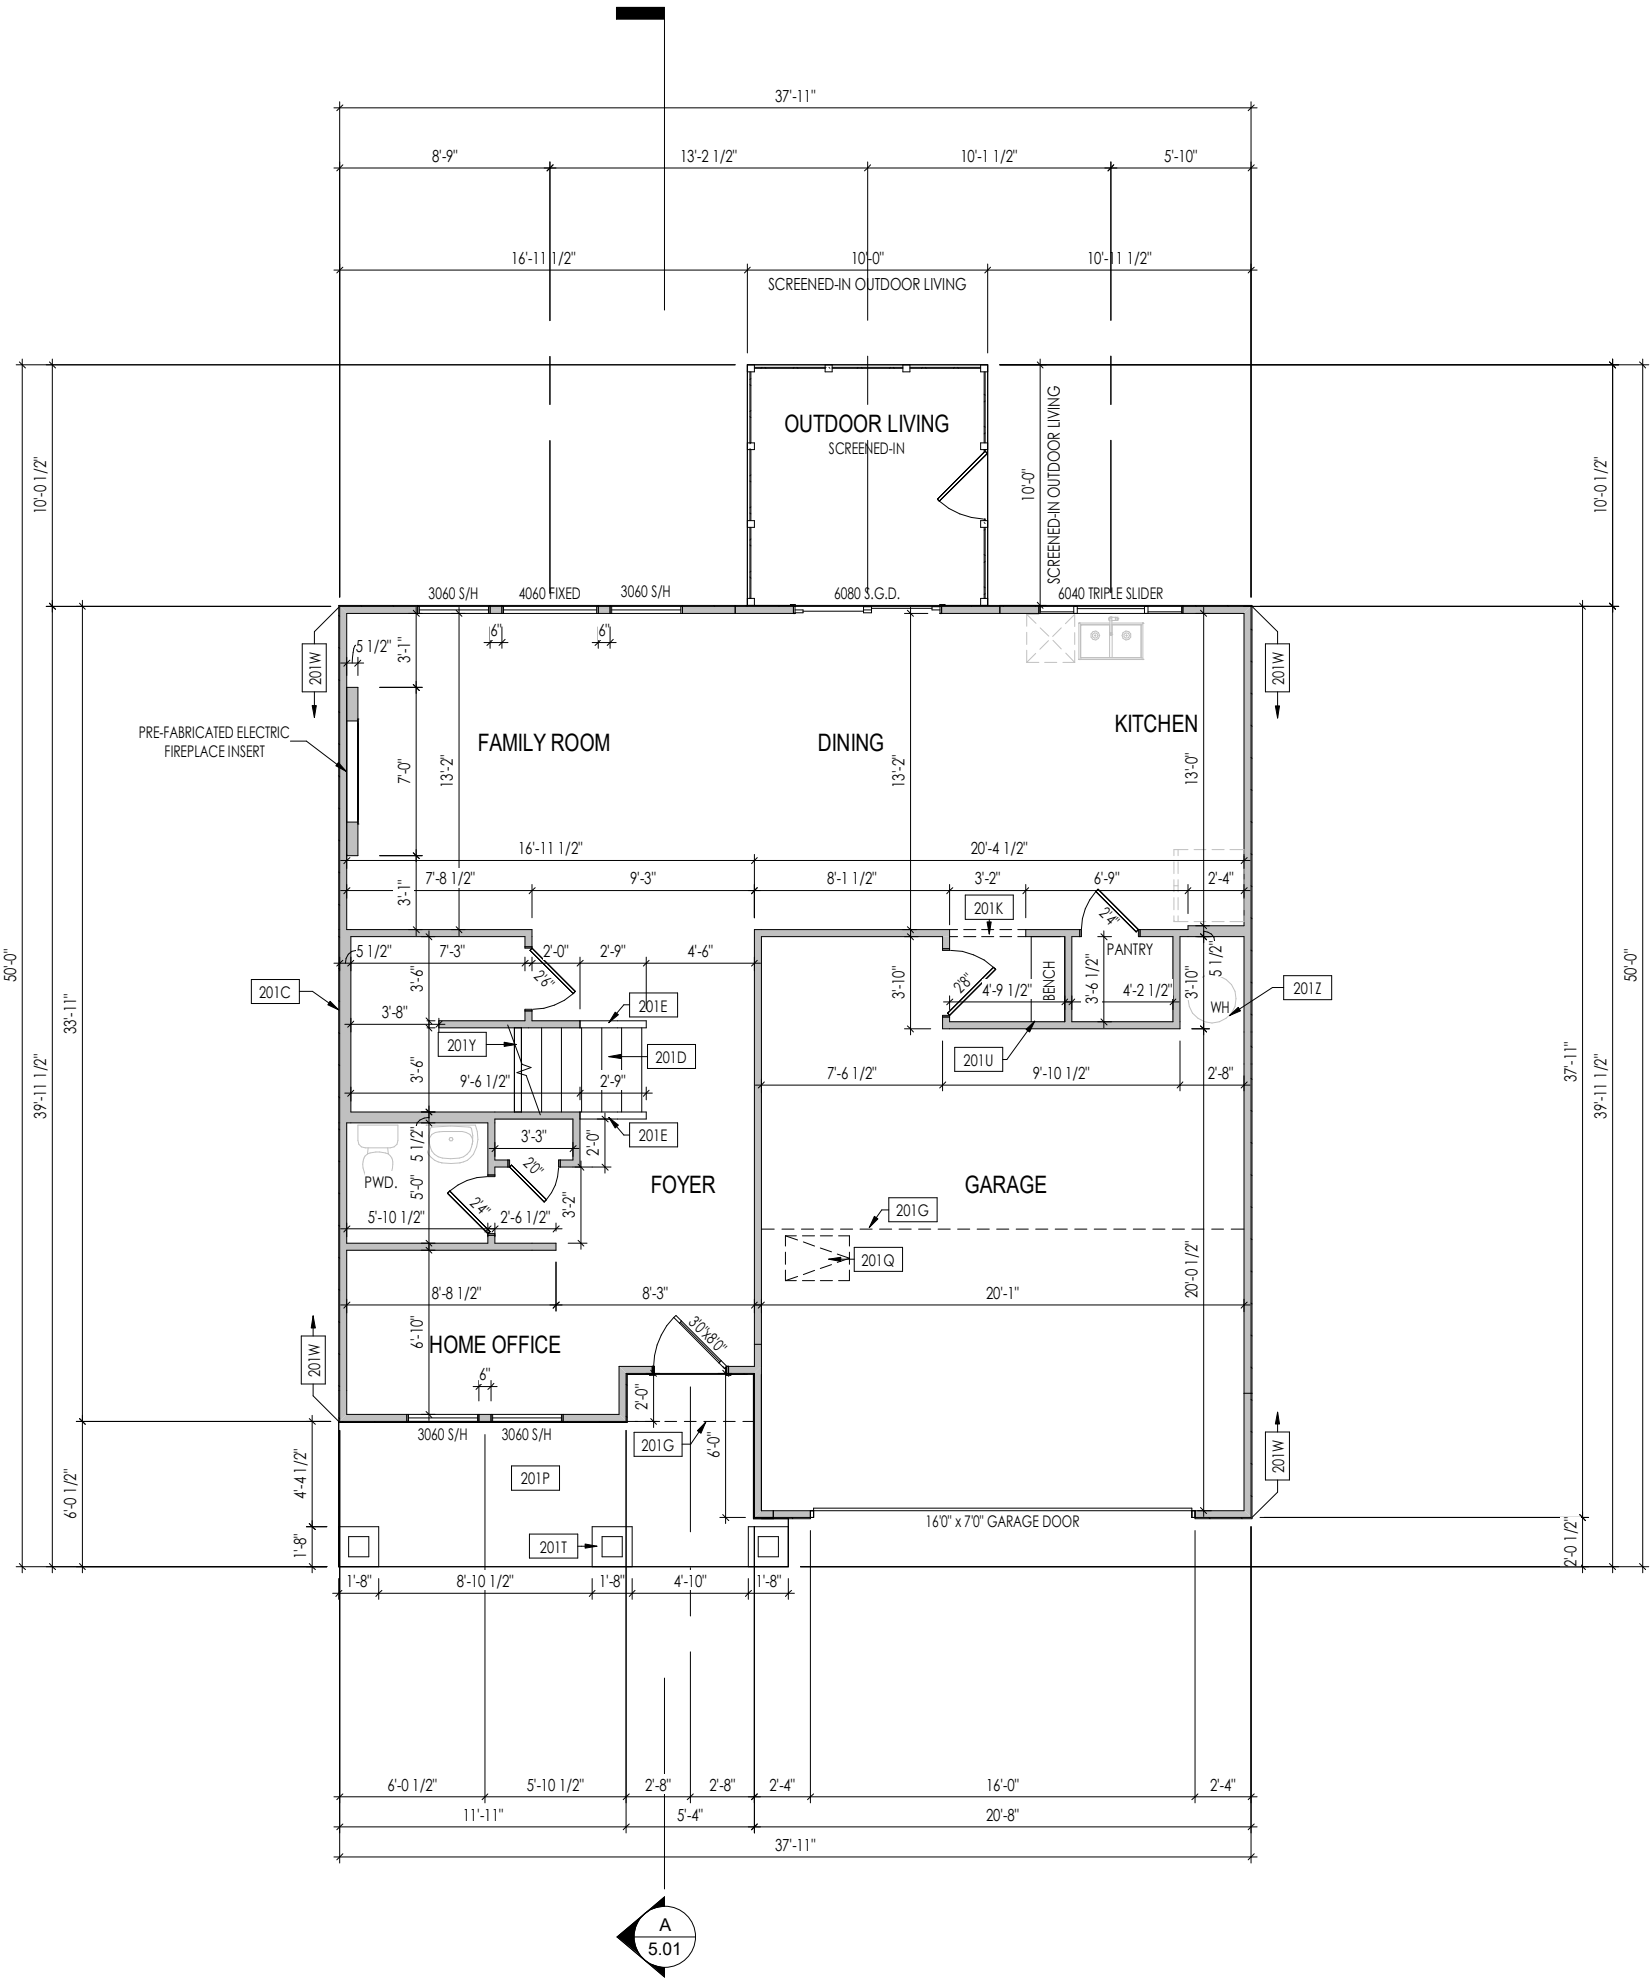 37'-11"
8'-9" 13'-2 1/2" 10'-1 1/2" 5'-10"
16'-11 1/2" 10'-0" 10'-11 1/2"
SCREENED-IN OUTDOOR LIVING
OUTDOOR LIVING
SCREENED-IN
10'-0"
SCREENED-IN OUTDOOR LIVING
10'-0 1/2"
10'-0 1/2"
3060 S/H 4060 FIXED 3060 S/H 6080 S.G.D. 6040 TRIPLE SLIDER
6" 6"
5 1/2"
3'-1"
201W
201W
PRE-FABRICATED ELECTRIC
FIREPLACE INSERT
FAMILY ROOM
DINING
KITCHEN
7'-0"
13'-2"
13'-2"
13'-0"
16'-11 1/2" 20'-4 1/2"
7'-8 1/2" 9'-3" 8'-1 1/2" 3'-2" 6'-9" 2'-4"
3'-1"
201K
2'4"
5 1/2" 7'-3" 2'-0" 2'-9" 4'-6"
PANTRY
5 1/2"
50'-0"
50'-0"
3'-6"
2'6"
3'-10"
2'8"
4'-9 1/2"
BENCH
3'-6 1/2"
4'-2 1/2"
3'-10"
WH
201Z
201C
33'-11"
3'-8"
201E
201Y
201D
201U
3'-6"
9'-6 1/2" 2'-9"
7'-6 1/2" 9'-10 1/2" 2'-8"
39'-11 1/2"
37'-11"
39'-11 1/2"
5 1/2"
3'-3"
2'-0"
201E
PWD.
5'-0"
2'0"
FOYER
GARAGE
2'4"
3'-2"
5'-10 1/2" 2'-6 1/2"
201G
201Q
20'-0 1/2"
8'-8 1/2" 8'-3" 20'-1"
6'-10"
HOME OFFICE
3'0"x8'0"
201W
6"
2'-0"
3060 S/H 3060 S/H
201G
6'-0"
201W
201P
4'-4 1/2"
6'-0 1/2"
16'0" x 7'0" GARAGE DOOR
1'-8"
201T
2'-0 1/2"
1'-8" 8'-10 1/2" 1'-8" 4'-10" 1'-8"
6'-0 1/2" 5'-10 1/2" 2'-8" 2'-8" 2'-4" 16'-0" 2'-4"
11'-11" 5'-4" 20'-8"
37'-11"
A
5.01